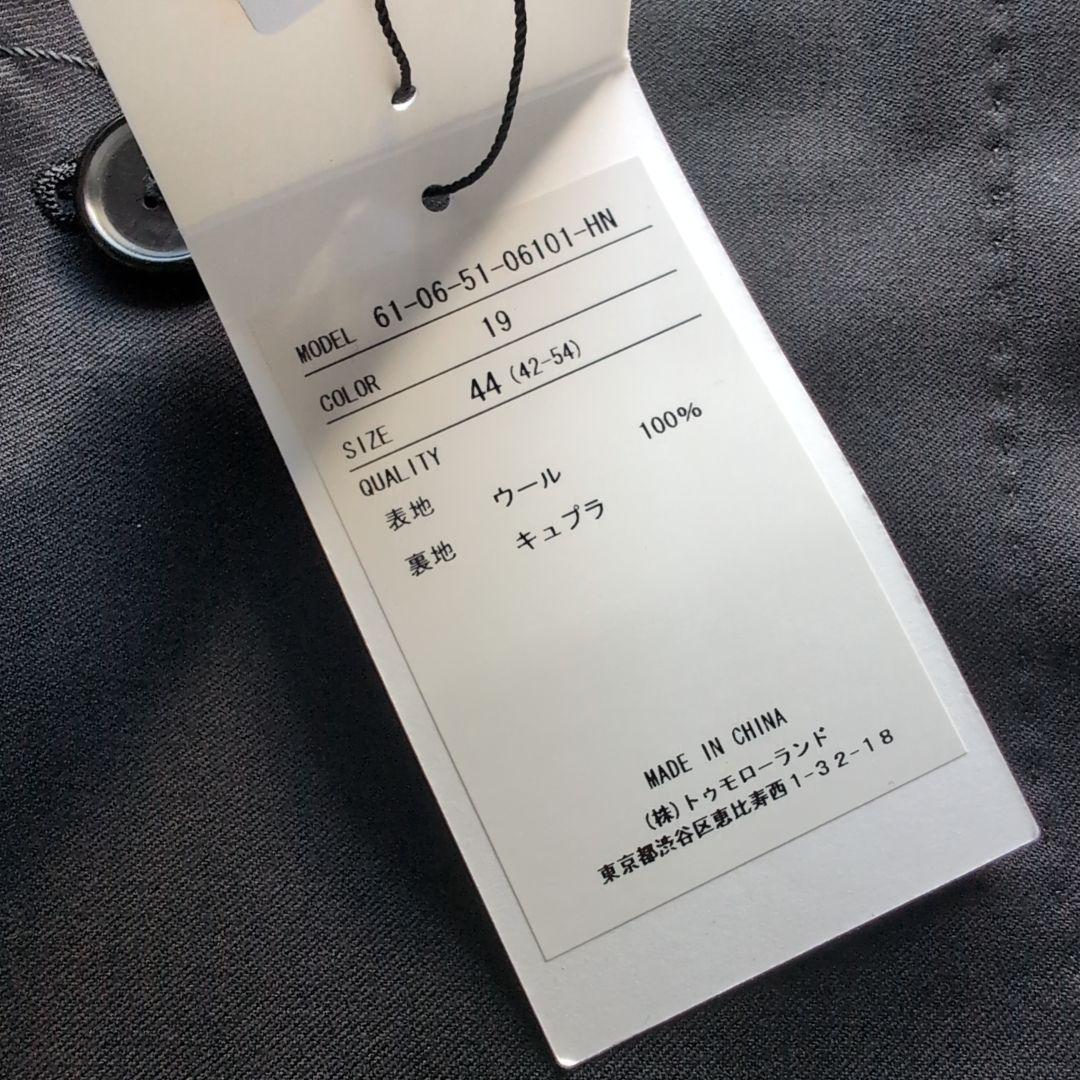 MODEL 61-06-51-06101-HN
COLOR 19
SIZE 44 (42-54)
QUALITY
表地 ウール 100%
裏地 キュプラ
MADE IN CHINA
(株)トゥモローランド
東京都渋谷区恵比寿西1-32-18